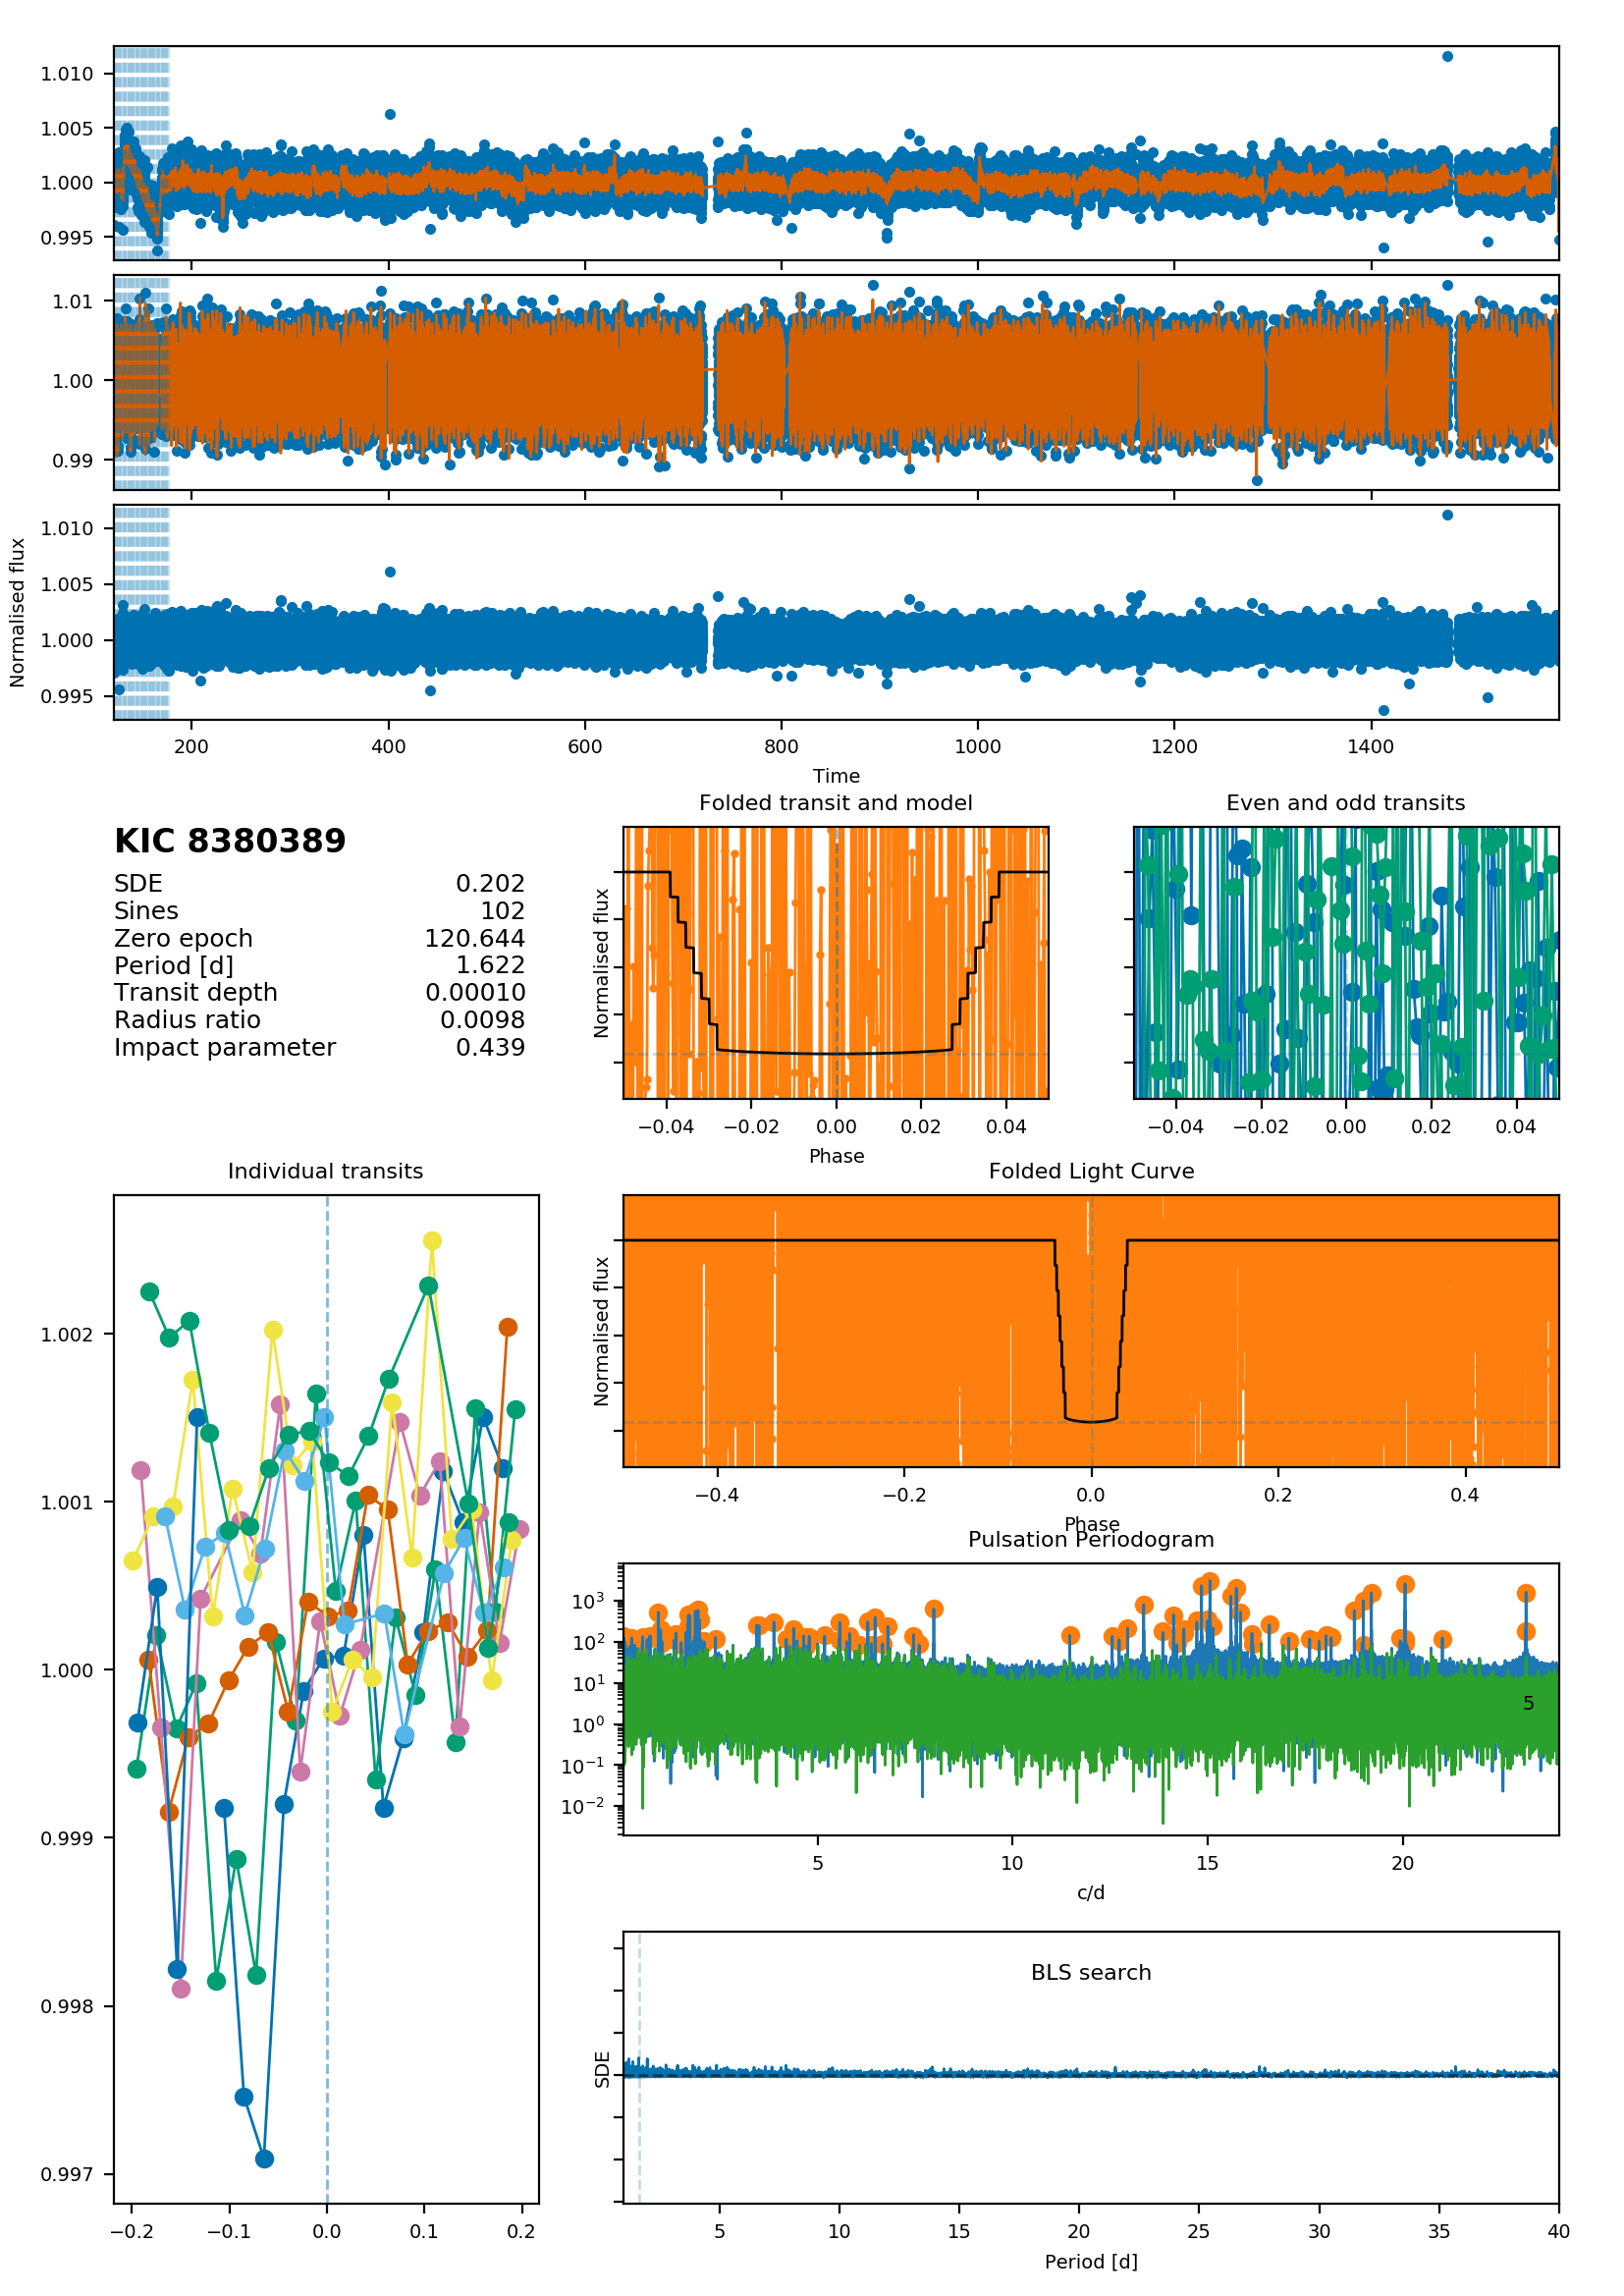 1.010
1.005
1.000
0.995
1.01
1.00
0.99
1.010
1.005
1.000
0.995
Normalised flux
200 400 600 800 1000 1200 1400
Time
KIC 8380389
SDE 0.202
Sines 102
Zero epoch 120.644
Period [d] 1.622
Transit depth 0.00010
Radius ratio 0.0098
Impact parameter 0.439
Folded transit and model
Normalised flux
−0.04 −0.02 0.00 0.02 0.04
Phase
Even and odd transits
−0.04 −0.02 0.00 0.02 0.04
Individual transits
1.002
1.001
1.000
0.999
0.998
0.997
−0.2 −0.1 0.0 0.1 0.2
Folded Light Curve
Normalised flux
−0.4 −0.2 0.0 0.2 0.4
Phase
Pulsation Periodogram
10³
10²
10¹
10⁰
10⁻¹
10⁻²
5
5 10 15 20
c/d
BLS search
SDE
5 10 15 20 25 30 35 40
Period [d]